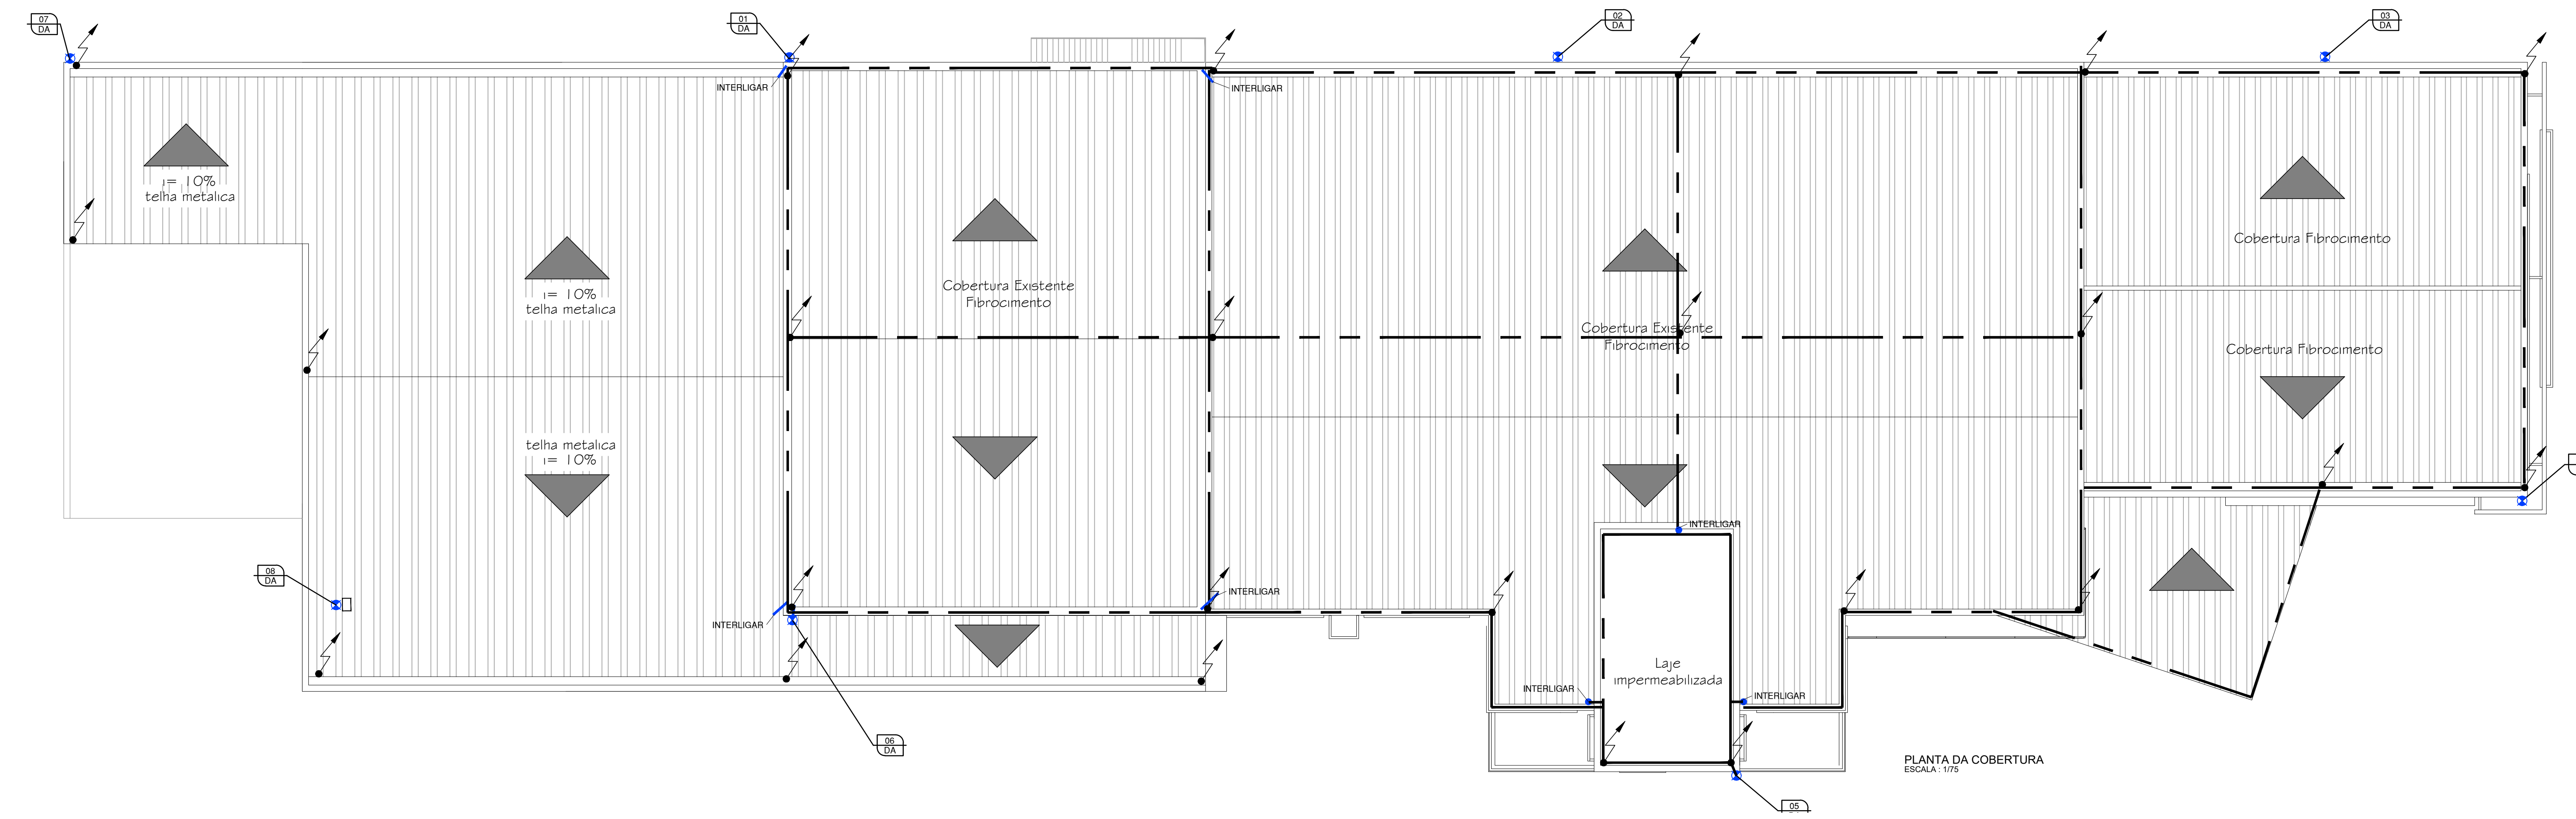 07
DA
01
DA
02
DA
03
DA
INTERLIGAR
INTERLIGAR
i= 10%
telha metalica
i= 10%
telha metalica
Cobertura Existente
Fibrocimento
Cobertura Existente
Fibrocimento
Cobertura Fibrocimento
Cobertura Fibrocimento
telha metalica
i= 10%
INTERLIGAR
08
DA
INTERLIGAR
INTERLIGAR
Laje
impermeabilizada
INTERLIGAR
INTERLIGAR
06
DA
PLANTA DA COBERTURA
ESCALA : 1/75
05